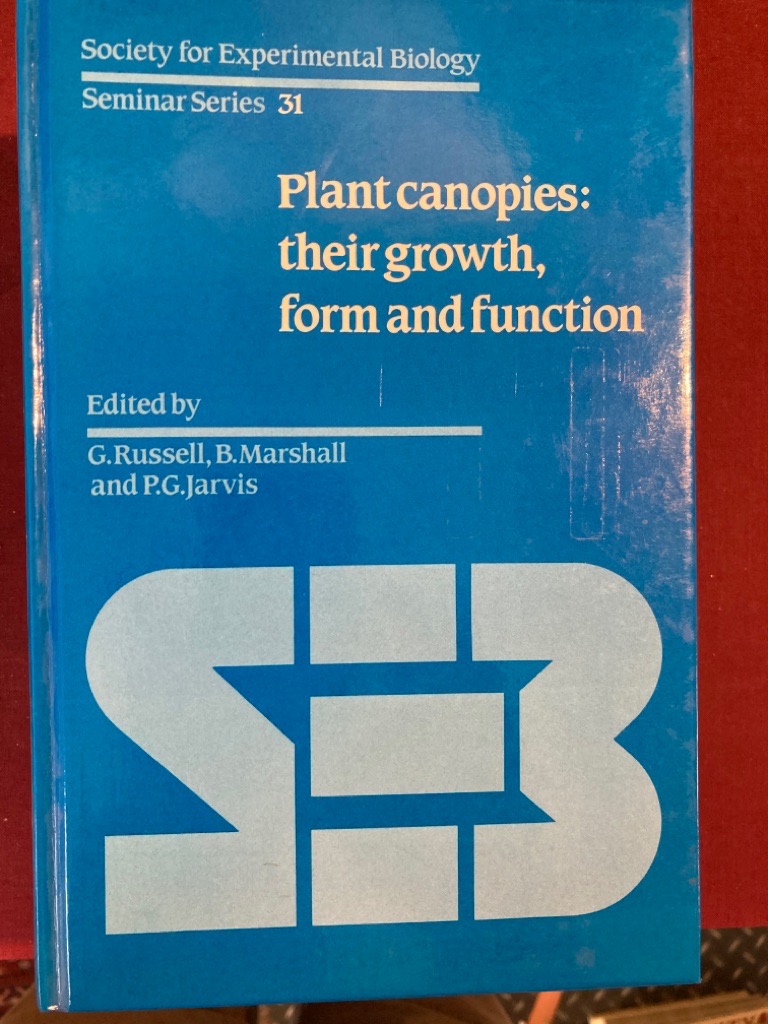 Society for Experimental Biology
Seminar Series 31
Plant canopies:
their growth,
form and function
Edited by
G.Russell, B.Marshall
and P.G.Jarvis
SEB